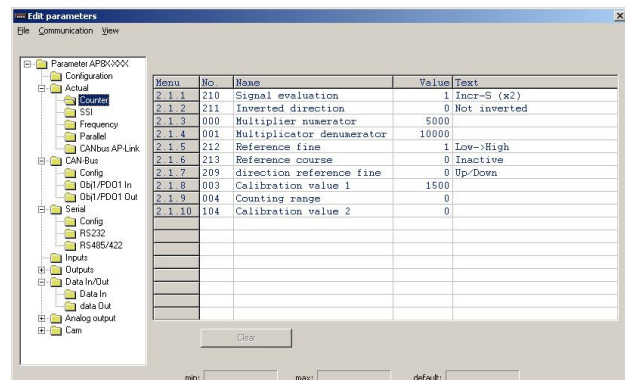 Edit parameters
File Communication View
Parameter AP8X-XXX
Configuration
Actual
Counter
SSI
Frequency
Parallel
CANbus AP-Link
CAN-Bus
Config
Obj1/PDO1 In
Obj1/PDO1 Out
Serial
Config
RS232
RS485/422
Inputs
Outputs
Data In/Out
Data In
data Out
Analog output
Cam
Menu No. Name Value Text
2.1.1 210 Signal evaluation 1 Incr-S (x2)
2.1.2 211 Inverted direction 0 Not inverted
2.1.3 000 Multiplier numerator 5000
2.1.4 001 Multiplicator denumerator 10000
2.1.5 212 Reference fine 1 Low->High
2.1.6 213 Reference course 0 Inactive
2.1.7 209 direction reference fine 0 Up/Down
2.1.8 003 Calibration value 1 1500
2.1.9 004 Counting range 0
2.1.10 104 Calibration value 2 0
Clear
min: max: default: